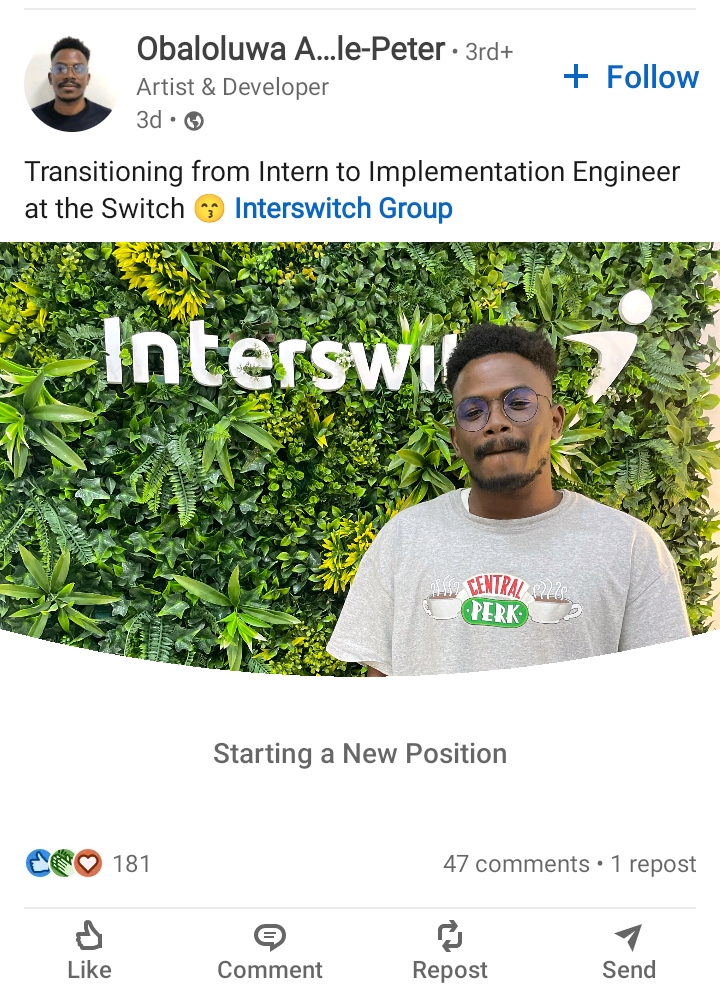 Obaloluwa A...le-Peter • 3rd+
+ Follow
Artist & Developer
3d •
Transitioning from Intern to Implementation Engineer
at the Switch 😙 Interswitch Group
Interswi
CENTRAL
PERK
Starting a New Position
181
47 comments • 1 repost
Like
Comment
Repost
Send